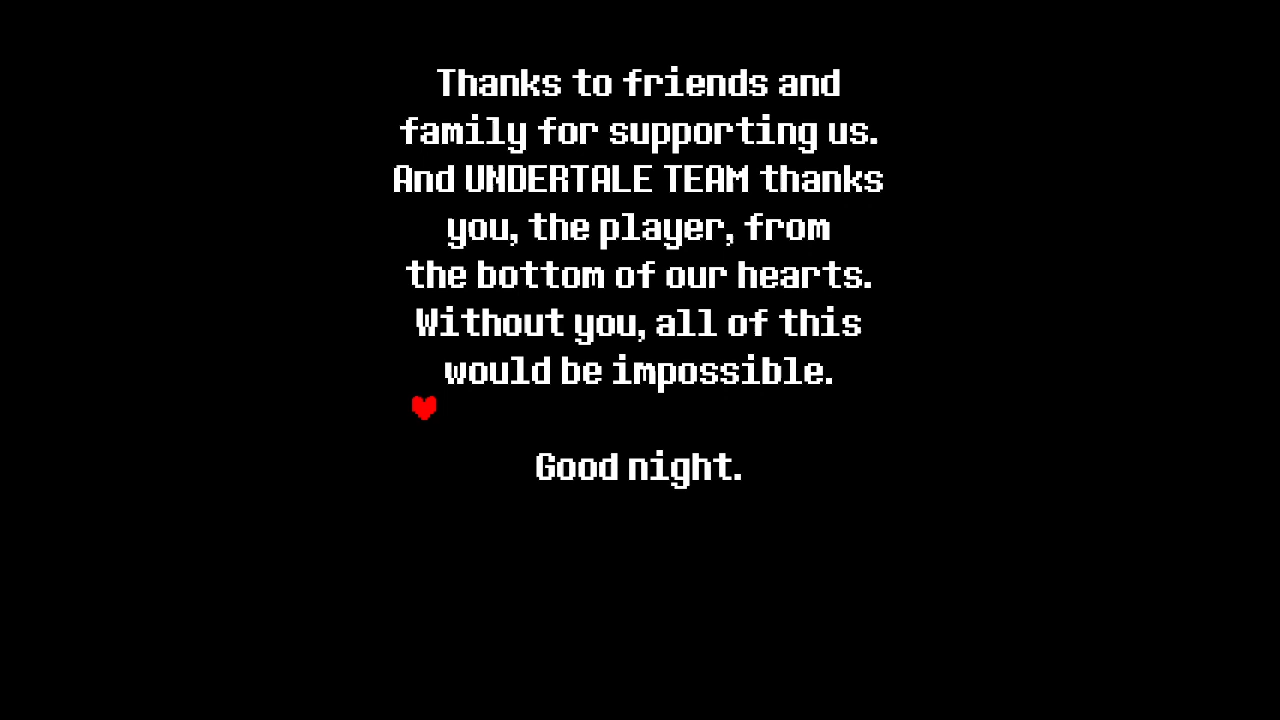 Thanks to friends and
family for supporting us.
And UNDERTALE TEAM thanks
you, the player, from
the bottom of our hearts.
Without you, all of this
would be impossible.
Good night.